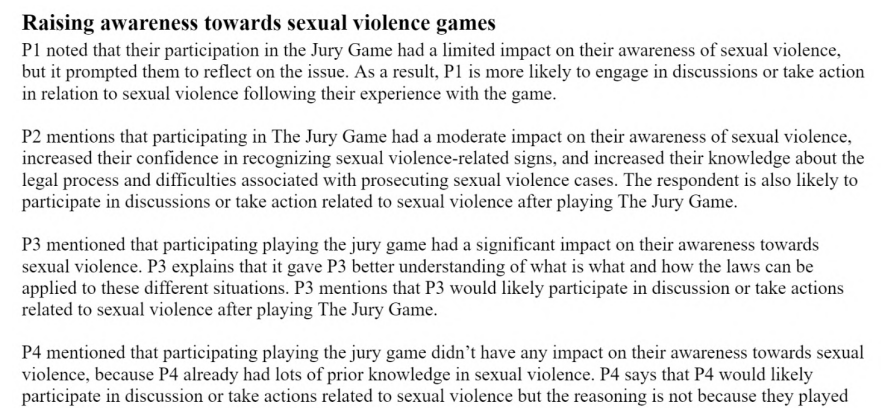 Raising awareness towards sexual violence games
P1 noted that their participation in the Jury Game had a limited impact on their awareness of sexual violence,
but it prompted them to reflect on the issue. As a result, P1 is more likely to engage in discussions or take action
in relation to sexual violence following their experience with the game.
P2 mentions that participating in The Jury Game had a moderate impact on their awareness of sexual violence,
increased their confidence in recognizing sexual violence-related signs, and increased their knowledge about the
legal process and difficulties associated with prosecuting sexual violence cases. The respondent is also likely to
participate in discussions or take action related to sexual violence after playing The Jury Game.
P3 mentioned that participating playing the jury game had a significant impact on their awareness towards
sexual violence. P3 explains that it gave P3 better understanding of what is what and how the laws can be
applied to these different situations. P3 mentions that P3 would likely participate in discussion or take actions
related to sexual violence after playing The Jury Game.
P4 mentioned that participating playing the jury game didn’t have any impact on their awareness towards sexual
violence, because P4 already had lots of prior knowledge in sexual violence. P4 says that P4 would likely
participate in discussion or take actions related to sexual violence but the reasoning is not because they played